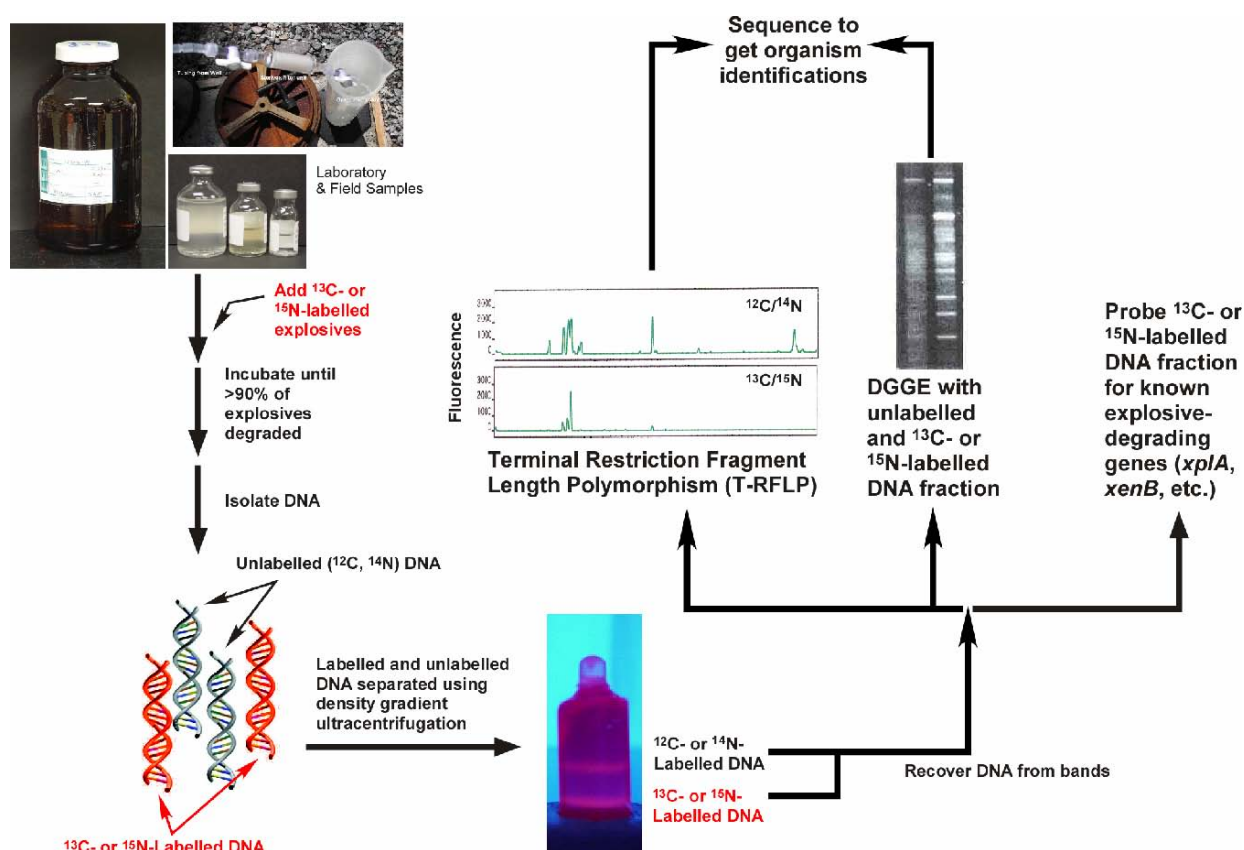 Laboratory
& Field Samples
Add ¹³C- or
¹⁵N-labelled
explosives
Incubate until
>90% of
explosives
degraded
Isolate DNA
Unlabelled (¹²C, ¹⁴N) DNA
¹³C- or ¹⁵N-Labelled DNA
Labelled and unlabelled
DNA separated using
density gradient
ultracentrifugation
¹²C- or ¹⁴N-
Labelled DNA
¹³C- or ¹⁵N-
Labelled DNA
Recover DNA from bands
Fluorescence
¹²C/¹⁴N
¹³C/¹⁵N
Terminal Restriction Fragment
Length Polymorphism (T-RFLP)
DGGE with
unlabelled
and ¹³C- or
¹⁵N-labelled
DNA fraction
Probe ¹³C- or
¹⁵N-labelled
DNA fraction
for known
explosive-
degrading
genes (xplA,
xenB, etc.)
Sequence to
get organism
identifications